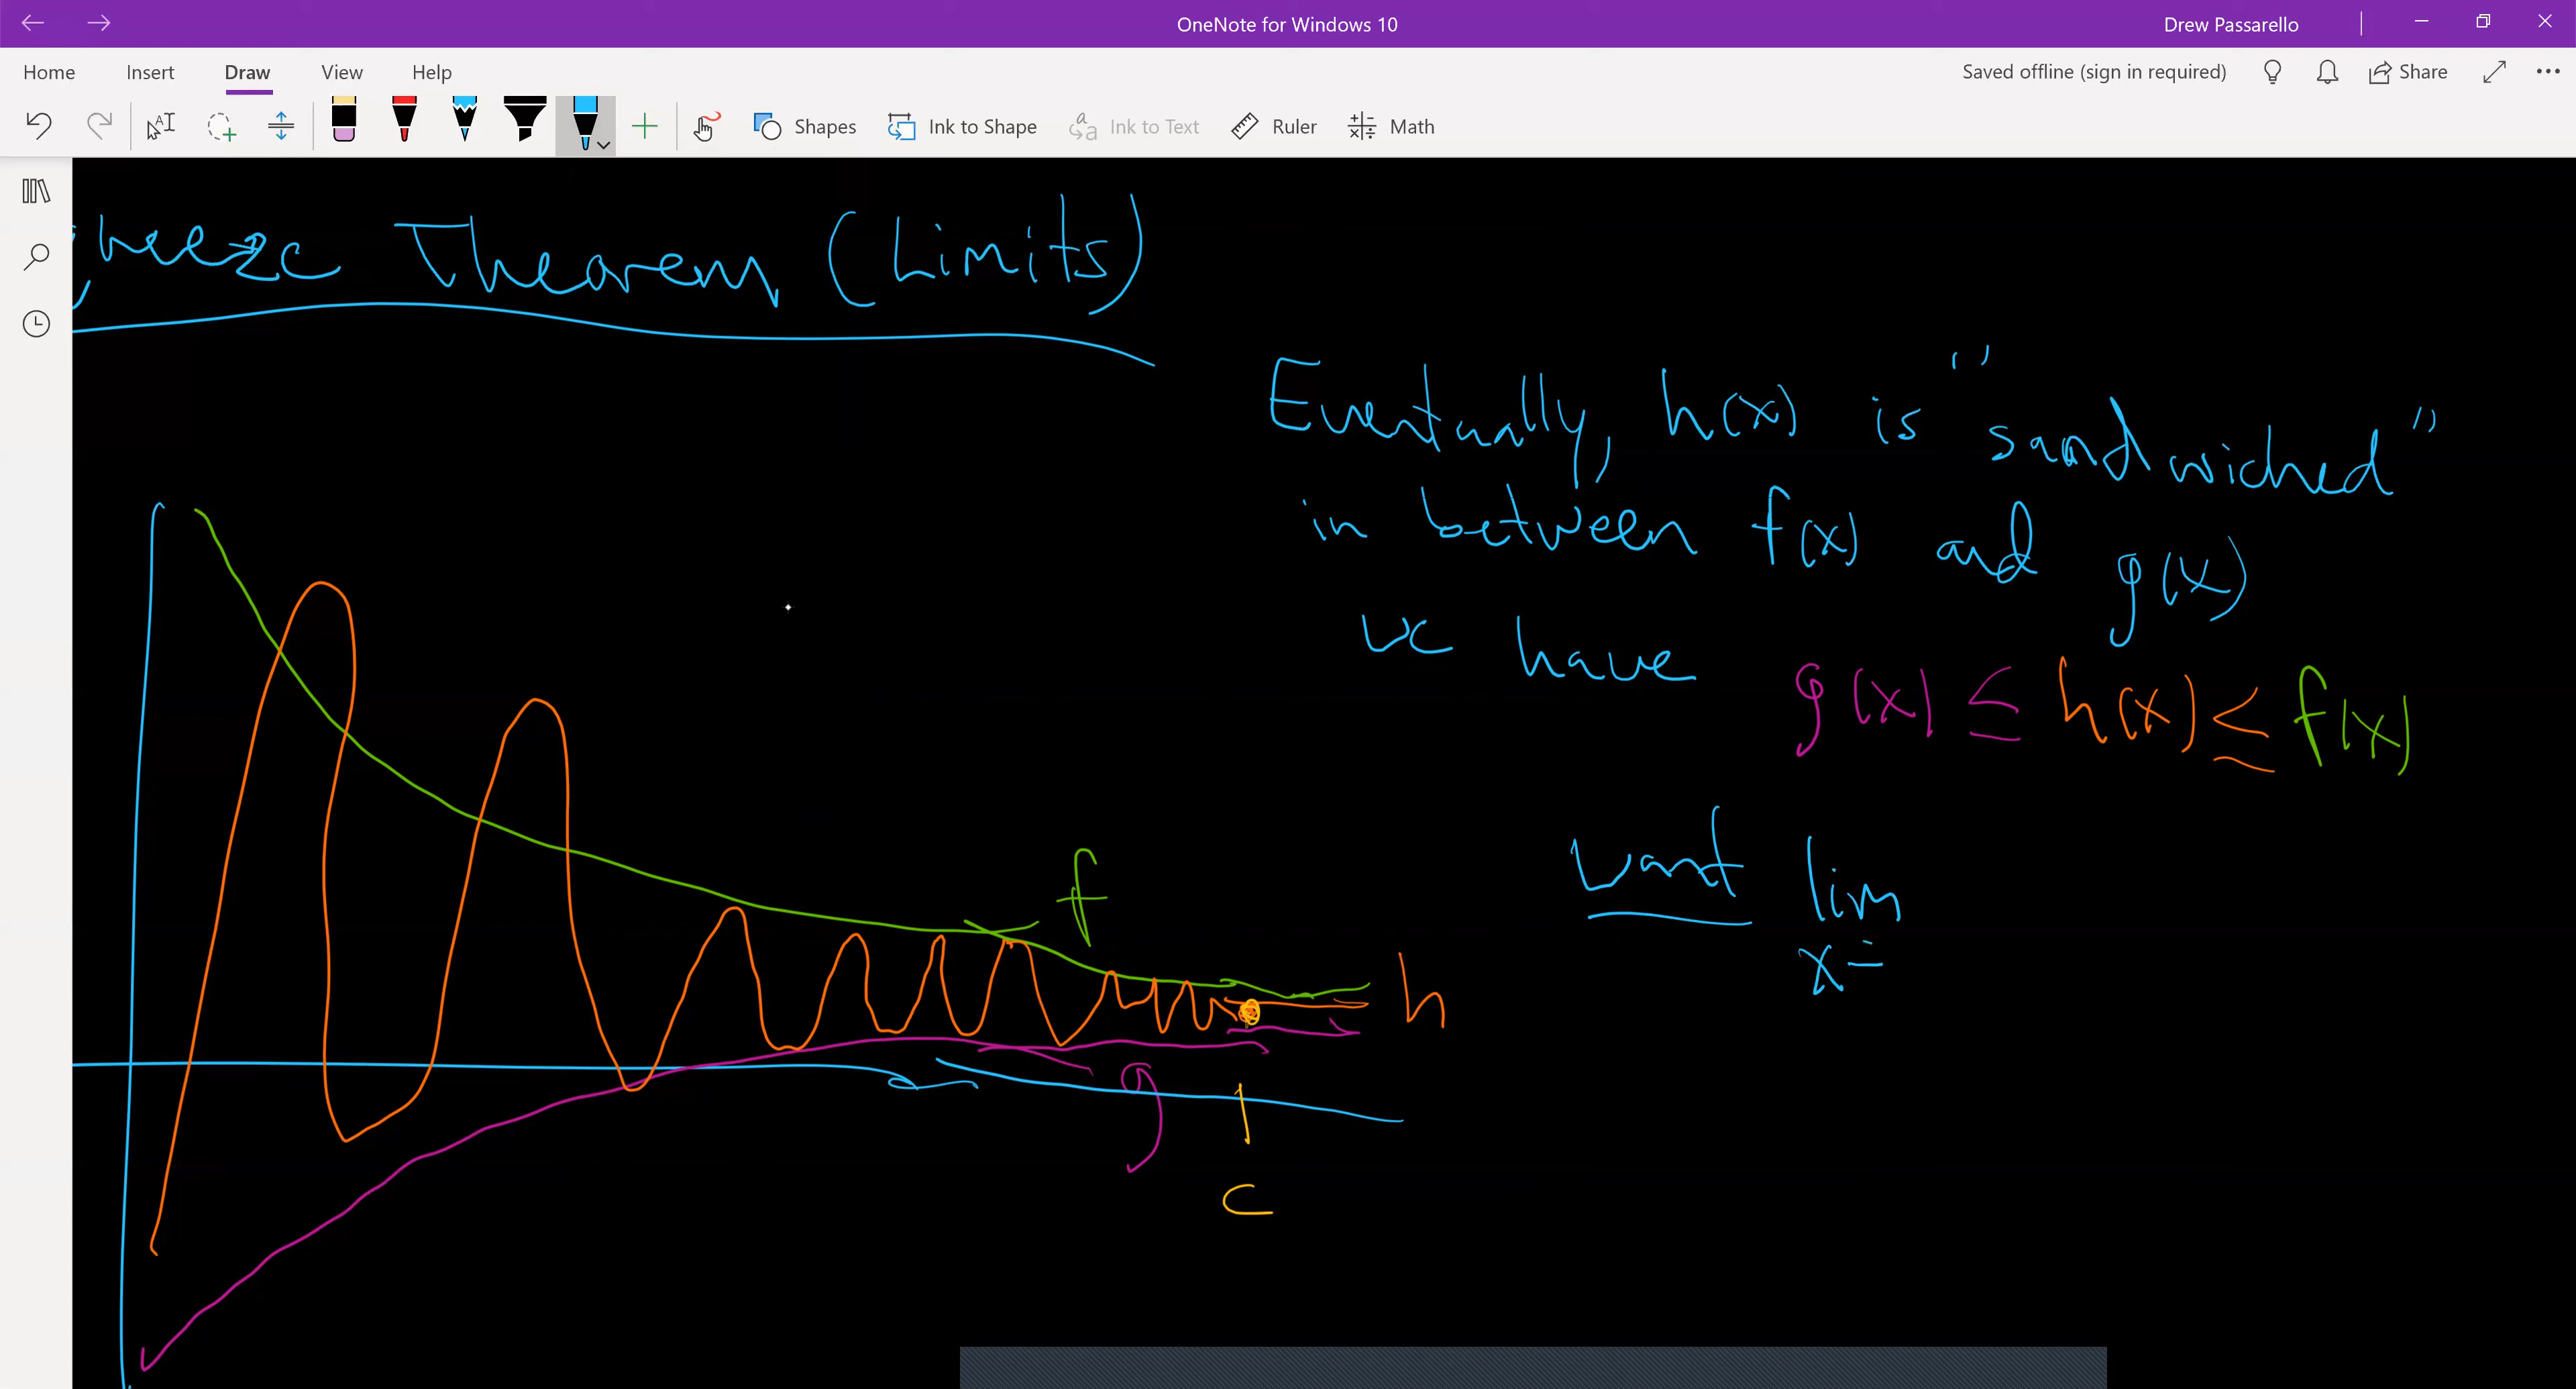 OneNote for Windows 10
Drew Passarello
Home Insert Draw View Help
Saved offline (sign in required) Share
Shapes Ink to Shape Ink to Text Ruler Math
Theorem (Limits)
Eventually, h(x) is "sandwiched"
in between f(x) and g(x)
we have g(x) ≤ h(x) ≤ f(x)
want lim
x-
f
h
g
c